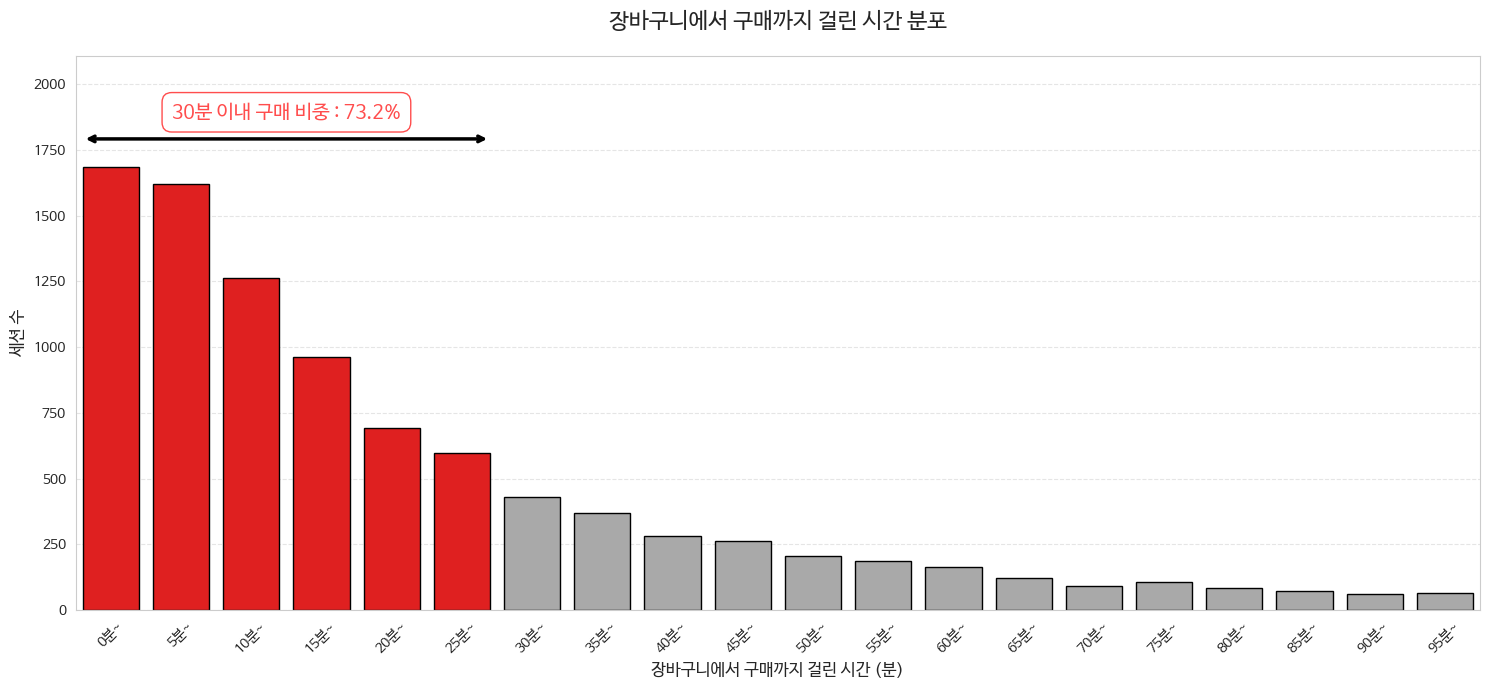 장바구니에서 구매까지 걸린 시간 분포
30분 이내 구매 비중 : 73.2%
세션 수
2000
1750
1500
1250
1000
750
500
250
0
0분~
5분~
10분~
15분~
20분~
25분~
30분~
35분~
40분~
45분~
50분~
55분~
60분~
65분~
70분~
75분~
80분~
85분~
90분~
95분~
장바구니에서 구매까지 걸린 시간 (분)